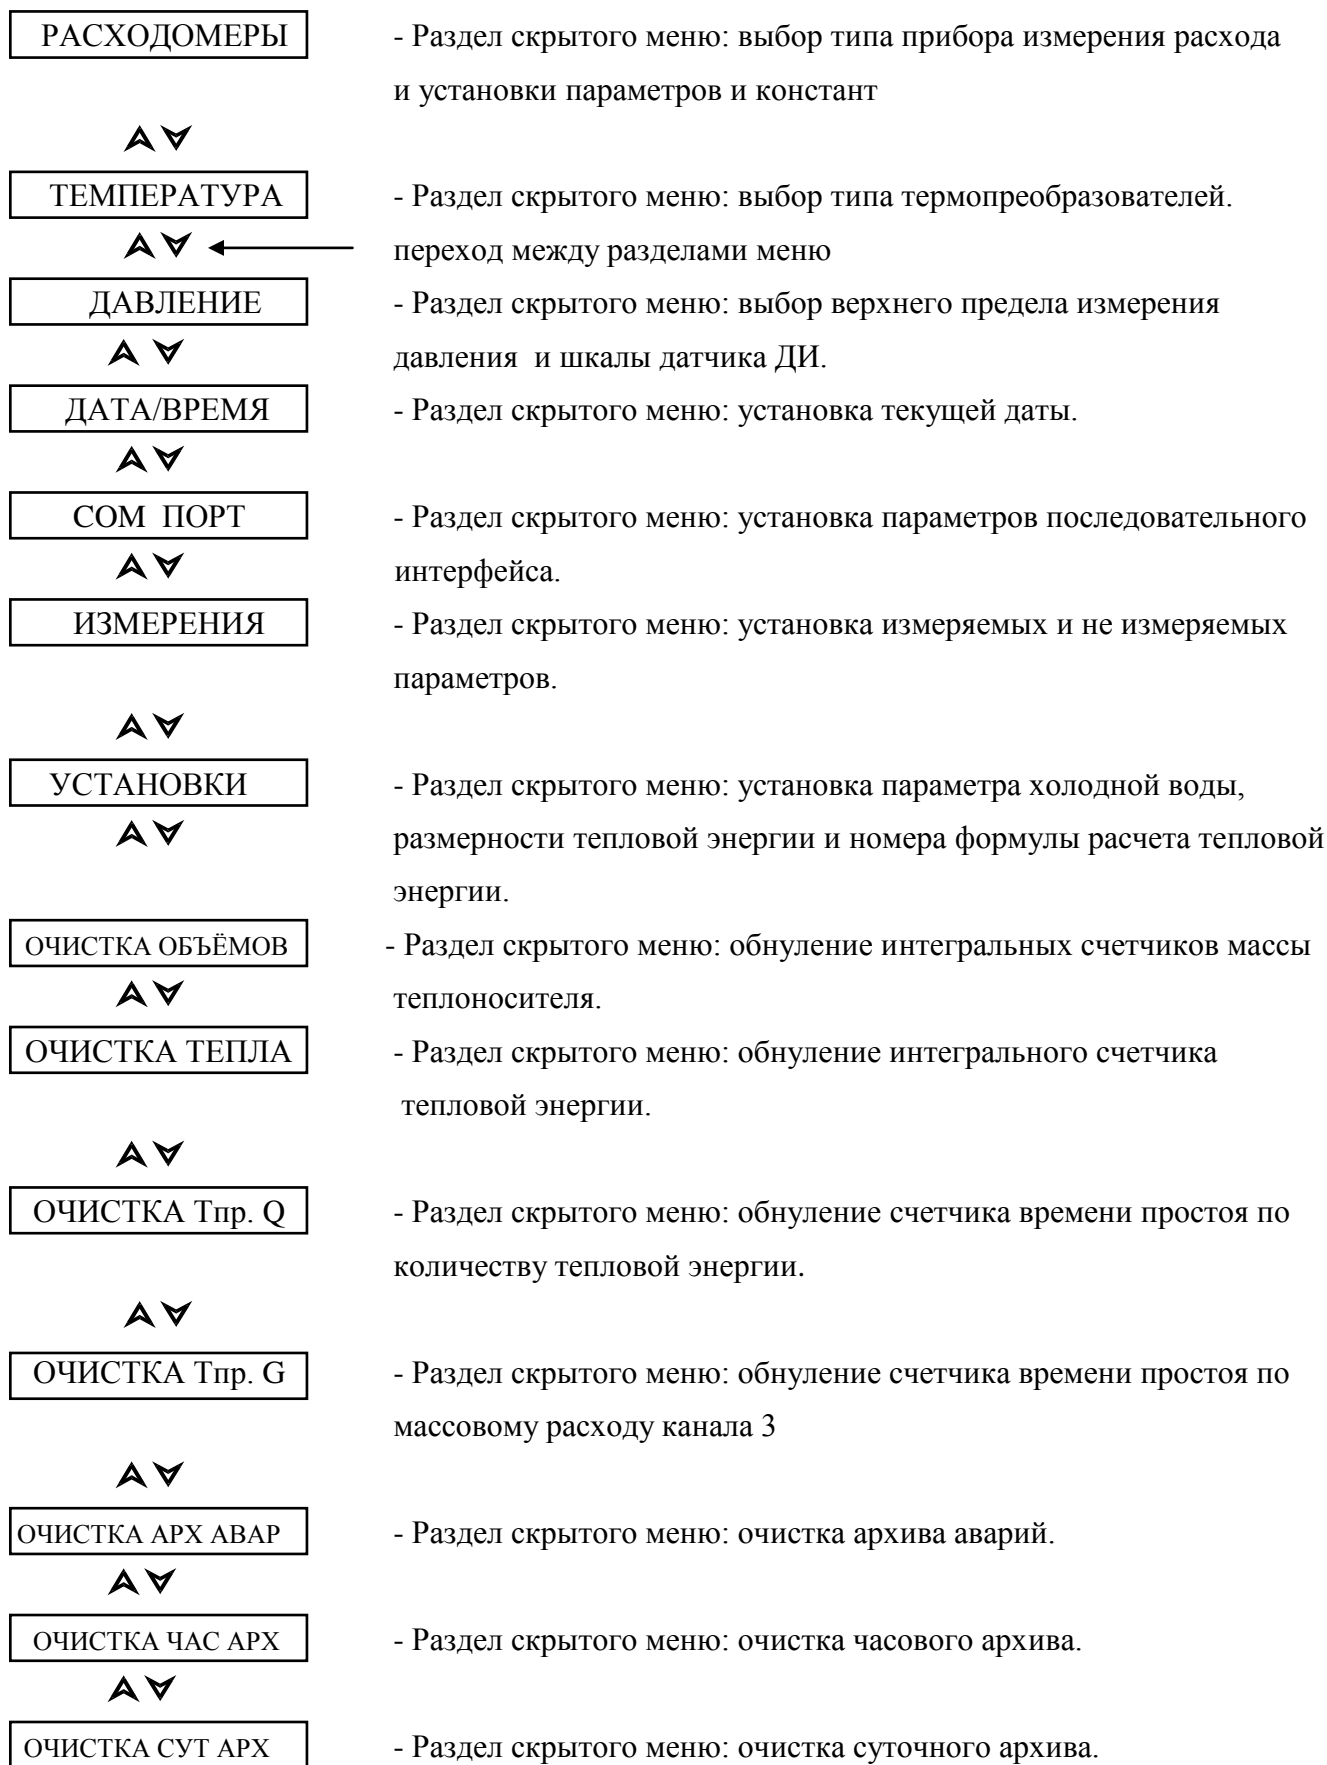 РАСХОДОМЕРЫ - Раздел скрытого меню: выбор типа прибора измерения расхода
и установки параметров и констант
ТЕМПЕРАТУРА - Раздел скрытого меню: выбор типа термопреобразователей.
переход между разделами меню
ДАВЛЕНИЕ - Раздел скрытого меню: выбор верхнего предела измерения
давления и шкалы датчика ДИ.
ДАТА/ВРЕМЯ - Раздел скрытого меню: установка текущей даты.
COM ПОРТ - Раздел скрытого меню: установка параметров последовательного
интерфейса.
ИЗМЕРЕНИЯ - Раздел скрытого меню: установка измеряемых и не измеряемых
параметров.
УСТАНОВКИ - Раздел скрытого меню: установка параметра холодной воды,
размерности тепловой энергии и номера формулы расчета тепловой
энергии.
ОЧИСТКА ОБЪЁМОВ - Раздел скрытого меню: обнуление интегральных счетчиков массы
теплоносителя.
ОЧИСТКА ТЕПЛА - Раздел скрытого меню: обнуление интегрального счетчика
тепловой энергии.
ОЧИСТКА Тпр. Q - Раздел скрытого меню: обнуление счетчика времени простоя по
количеству тепловой энергии.
ОЧИСТКА Тпр. G - Раздел скрытого меню: обнуление счетчика времени простоя по
массовому расходу канала 3
ОЧИСТКА АРХ АВАР - Раздел скрытого меню: очистка архива аварий.
ОЧИСТКА ЧАС АРХ - Раздел скрытого меню: очистка часового архива.
ОЧИСТКА СУТ АРХ - Раздел скрытого меню: очистка суточного архива.